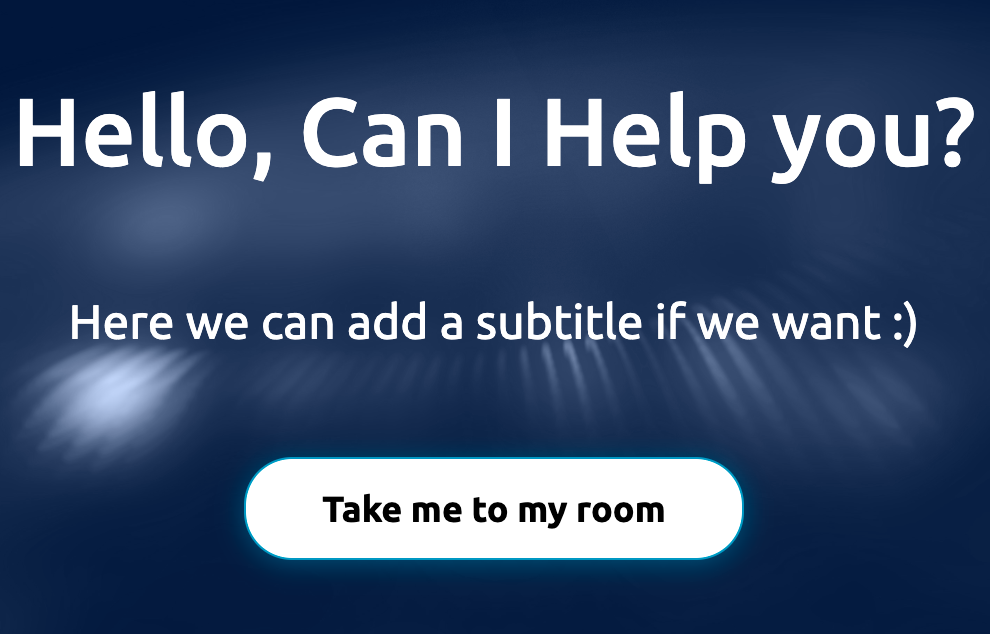 Hello, Can I Help you?
Here we can add a subtitle if we want :)
Take me to my room